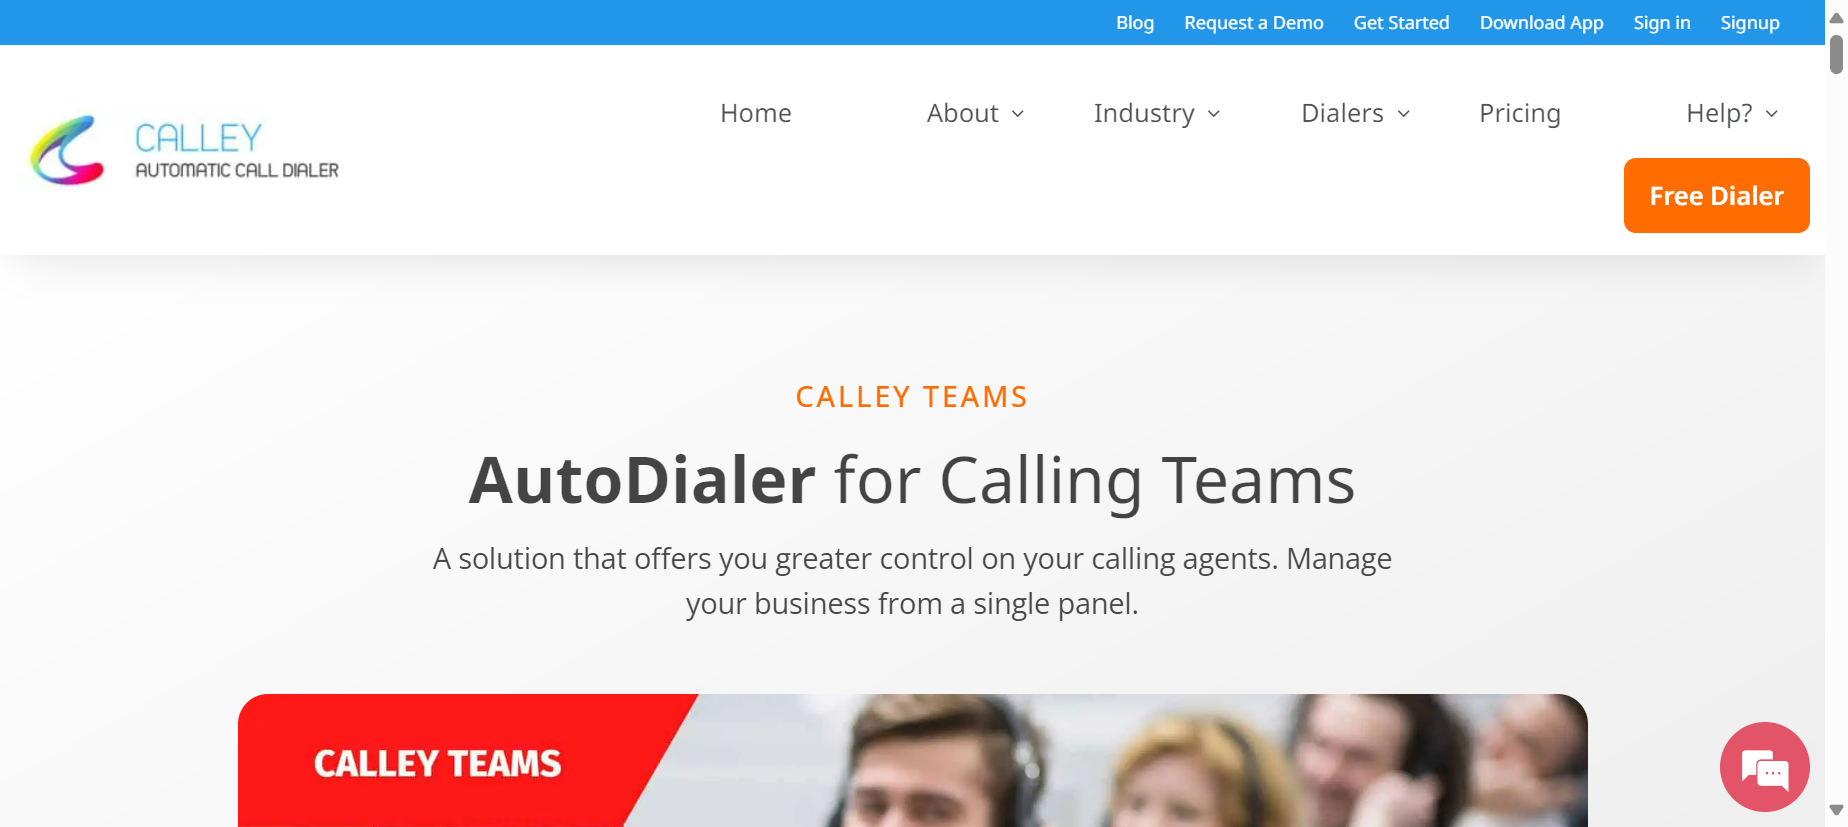 Blog Request a Demo Get Started Download App Sign in Signup
CALLEY
AUTOMATIC CALL DIALER
Home About Industry Dialers Pricing Help?
Free Dialer
CALLEY TEAMS
AutoDialer for Calling Teams
A solution that offers you greater control on your calling agents. Manage
your business from a single panel.
CALLEY TEAMS